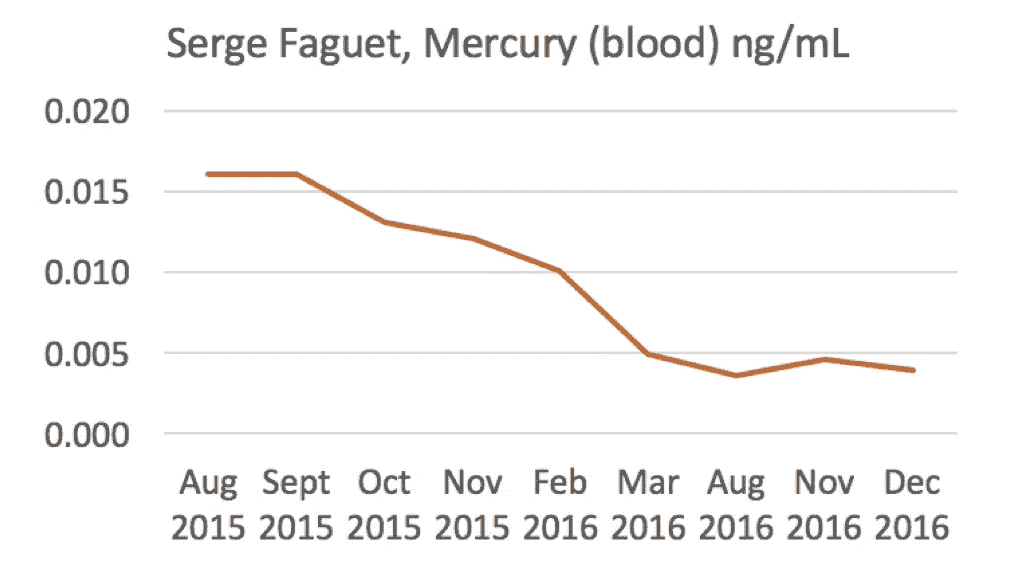 Serge Faguet, Mercury (blood) ng/mL
0.020
0.015
0.010
0.005
0.000
Aug Sept Oct Nov Feb Mar Aug Nov Dec
2015 2015 2015 2015 2016 2016 2016 2016 2016